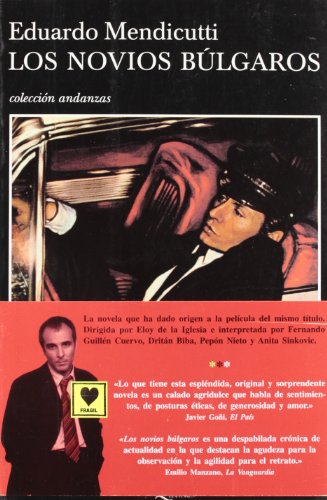 Eduardo Mendicutti
LOS NOVIOS BÚLGAROS
colección andanzas
La novela que ha dado origen a la película del mismo título.
Dirigida por Eloy de la Iglesia e interpretada por Fernando
Guillén Cuervo, Dritán Biba, Pepón Nieto y Anita Sinkovic.
***
«Lo que tiene esta espléndida, original y sorprendente
novela es un calado agridulce que habla de sentimien-
tos, de posturas éticas, de generosidad y amor.»
Javier Goñi, El País
FRAGIL
«Los novios búlgaros es una despabilada crónica de
actualidad en la que destacan la agudeza para la
observación y la agilidad para el retrato.»
Emilio Manzano, La Vanguardia